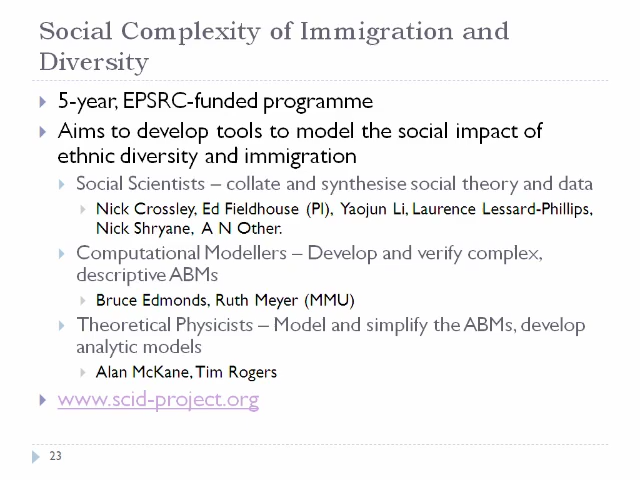 Social Complexity of Immigration and
Diversity
5-year, EPSRC-funded programme
Aims to develop tools to model the social impact of
ethnic diversity and immigration
Social Scientists – collate and synthesise social theory and data
Nick Crossley, Ed Fieldhouse (PI), Yaojun Li, Laurence Lessard-Phillips,
Nick Shryane, A N Other.
Computational Modellers – Develop and verify complex,
descriptive ABMs
Bruce Edmonds, Ruth Meyer (MMU)
Theoretical Physicists – Model and simplify the ABMs, develop
analytic models
Alan McKane, Tim Rogers
www.scid-project.org
23